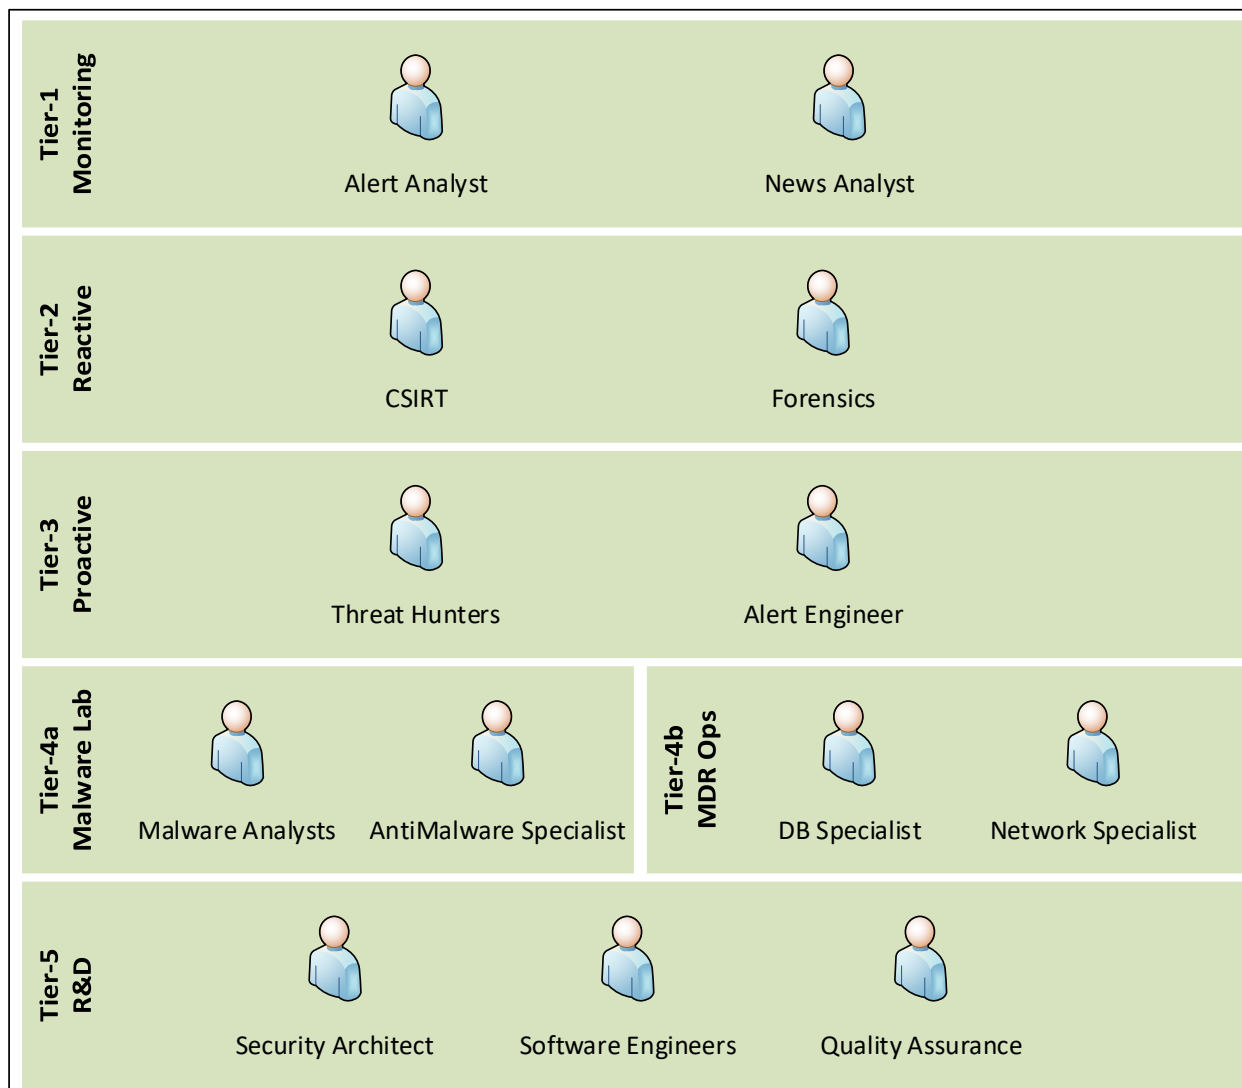 Tier-1
Monitoring
Alert Analyst
News Analyst
Tier-2
Reactive
CSIRT
Forensics
Tier-3
Proactive
Threat Hunters
Alert Engineer
Tier-4a
Malware Lab
Malware Analysts
AntiMalware Specialist
Tier-4b
MDR Ops
DB Specialist
Network Specialist
Tier-5
R&D
Security Architect
Software Engineers
Quality Assurance